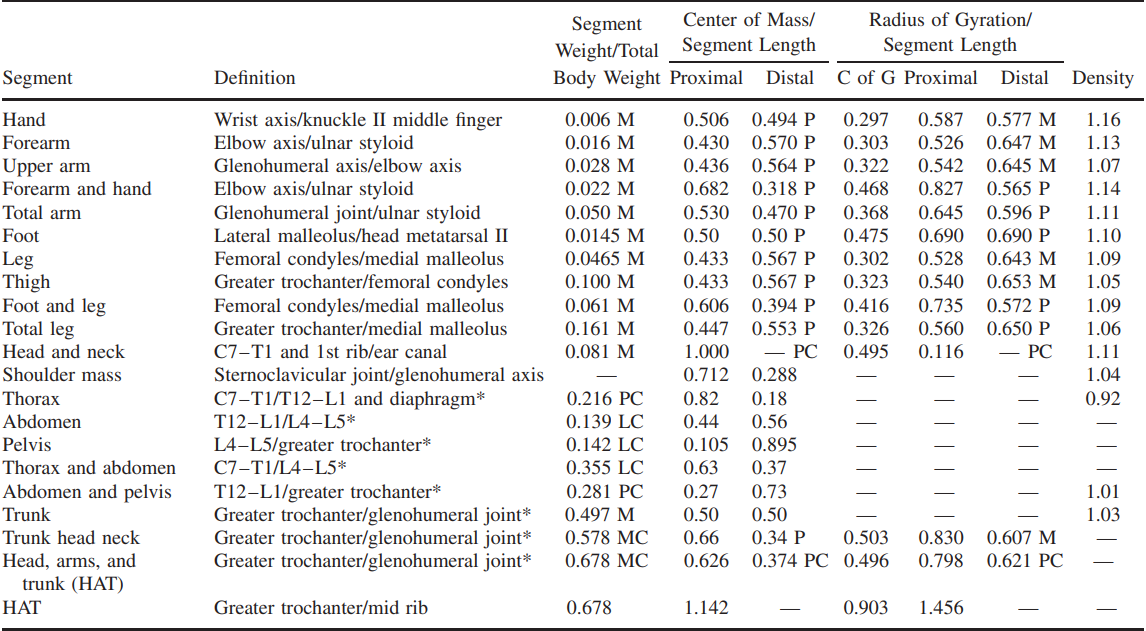 Segment Center of Mass/ Radius of Gyration/
Weight/Total Segment Length Segment Length
Segment Definition Body Weight Proximal Distal C of G Proximal Distal Density
Hand Wrist axis/knuckle II middle finger 0.006 M 0.506 0.494 P 0.297 0.587 0.577 M 1.16
Forearm Elbow axis/ulnar styloid 0.016 M 0.430 0.570 P 0.303 0.526 0.647 M 1.13
Upper arm Glenohumeral axis/elbow axis 0.028 M 0.436 0.564 P 0.322 0.542 0.645 M 1.07
Forearm and hand Elbow axis/ulnar styloid 0.022 M 0.682 0.318 P 0.468 0.827 0.565 P 1.14
Total arm Glenohumeral joint/ulnar styloid 0.050 M 0.530 0.470 P 0.368 0.645 0.596 P 1.11
Foot Lateral malleolus/head metatarsal II 0.0145 M 0.50 0.50 P 0.475 0.690 0.690 P 1.10
Leg Femoral condyles/medial malleolus 0.0465 M 0.433 0.567 P 0.302 0.528 0.643 M 1.09
Thigh Greater trochanter/femoral condyles 0.100 M 0.433 0.567 P 0.323 0.540 0.653 M 1.05
Foot and leg Femoral condyles/medial malleolus 0.061 M 0.606 0.394 P 0.416 0.735 0.572 P 1.09
Total leg Greater trochanter/medial malleolus 0.161 M 0.447 0.553 P 0.326 0.560 0.650 P 1.06
Head and neck C7–T1 and 1st rib/ear canal 0.081 M 1.000 — PC 0.495 0.116 — PC 1.11
Shoulder mass Sternoclavicular joint/glenohumeral axis — 0.712 0.288 — — — 1.04
Thorax C7–T1/T12–L1 and diaphragm* 0.216 PC 0.82 0.18 — — — 0.92
Abdomen T12–L1/L4–L5* 0.139 LC 0.44 0.56 — — — —
Pelvis L4–L5/greater trochanter* 0.142 LC 0.105 0.895 — — — —
Thorax and abdomen C7–T1/L4–L5* 0.355 LC 0.63 0.37 — — — —
Abdomen and pelvis T12–L1/greater trochanter* 0.281 PC 0.27 0.73 — — — 1.01
Trunk Greater trochanter/glenohumeral joint* 0.497 M 0.50 0.50 — — — 1.03
Trunk head neck Greater trochanter/glenohumeral joint* 0.578 MC 0.66 0.34 P 0.503 0.830 0.607 M —
Head, arms, and Greater trochanter/glenohumeral joint* 0.678 MC 0.626 0.374 PC 0.496 0.798 0.621 PC —
trunk (HAT)
HAT Greater trochanter/mid rib 0.678 1.142 — 0.903 1.456 — —